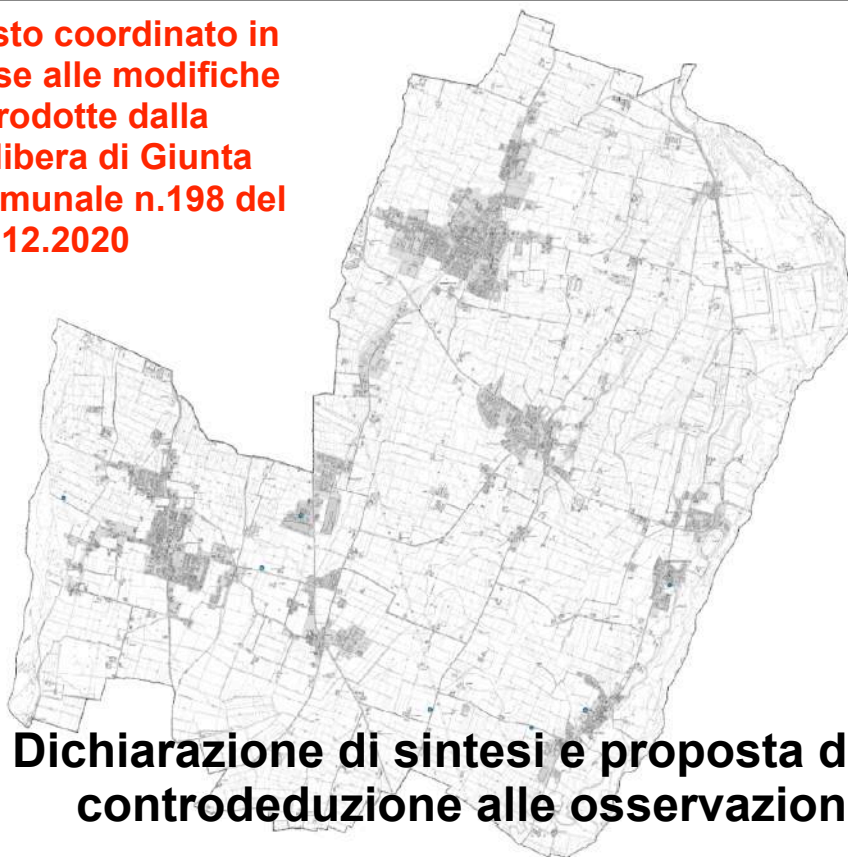 sto coordinato in
se alle modifiche
rodotte dalla
libera di Giunta
munale n.198 del
12.2020
Dichiarazione di sintesi e proposta d
controdeduzione alle osservazion